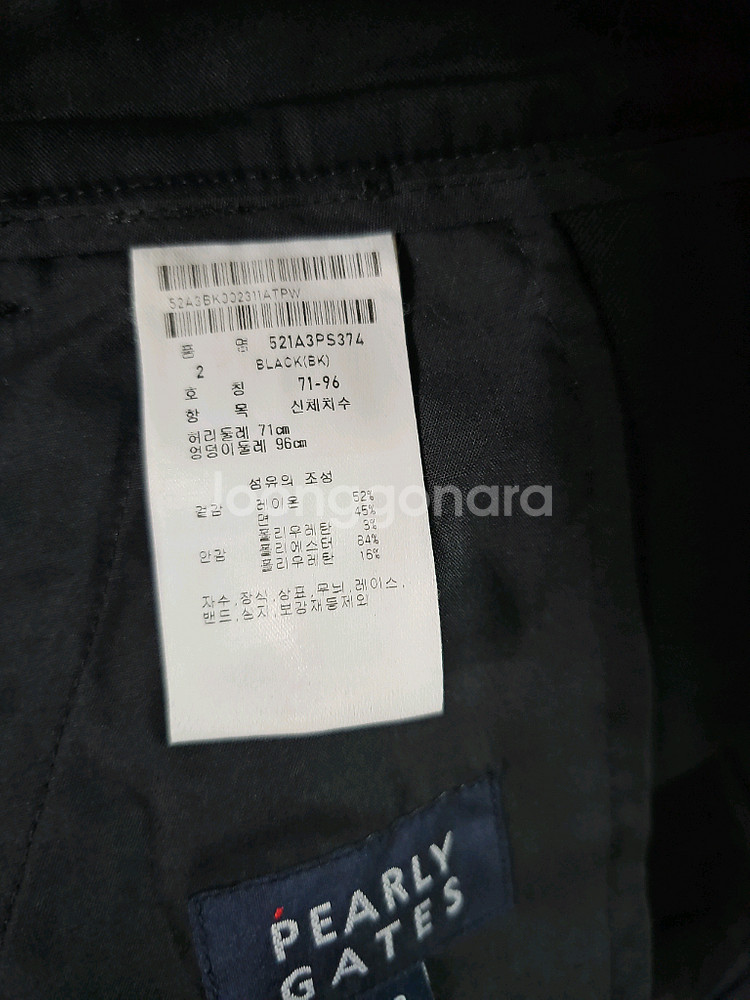 52A3BK302311ATPW
품 명 521A3PS374
2 BLACK(BK)
호 칭 71-96
항 목 신체치수
허리둘레 71cm
엉덩이둘레 96cm
섬유의 조성
겉감 레이온 52%
면 45%
폴리우레탄 3%
안감 폴리에스터 84%
폴리우레탄 16%
자수,장식,상표,무늬,레이스,
밴드,심지,보강재등제외
joonggonara
PEARLY
GATES